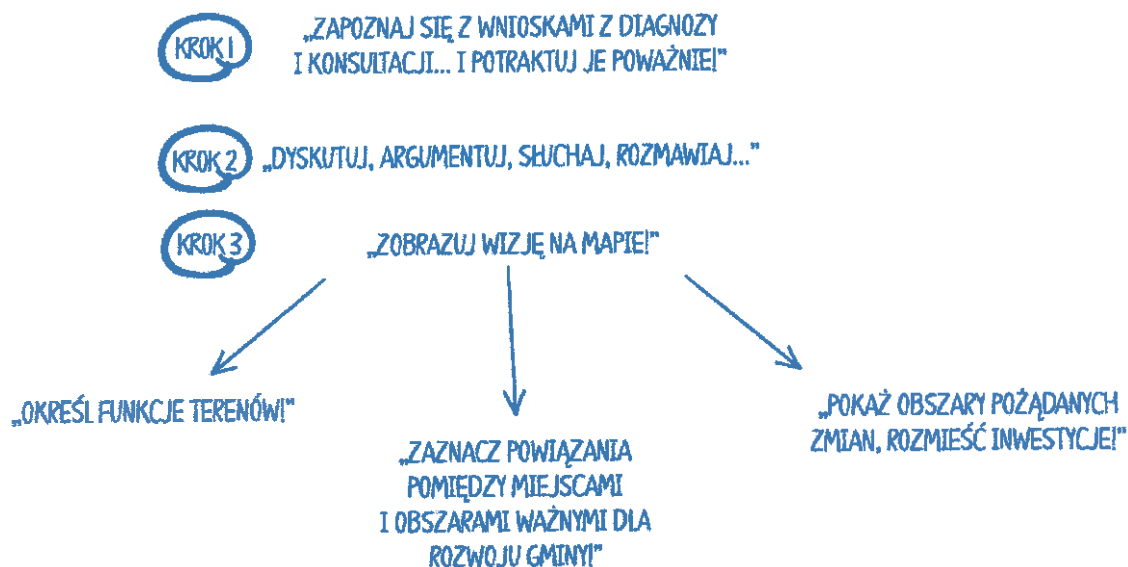 KROK 1
„ZAPOZNAJ SIĘ Z WNIOSKAMI Z DIAGNOZY
I KONSULTACJI... I POTRAKTUJ JE POWAŻNIE!”
KROK 2
„DYSKUTUJ, ARGUMENTUJ, SŁUCHAJ, ROZMAWIAJ...”
KROK 3
„ZOBRAZUJ WIZJĘ NA MAPIE!”
„OKREŚL FUNKCJE TERENÓW!”
„ZAZNACZ POWIĄZANIA
POMIĘDZY MIEJSCAMI
I OBSZARAMI WAŻNYMI DLA
ROZWOJU GMINY!”
„POKAŻ OBSZARY POŻĄDANYCH
ZMIAN, ROZMIEŚĆ INWESTYCJE!”